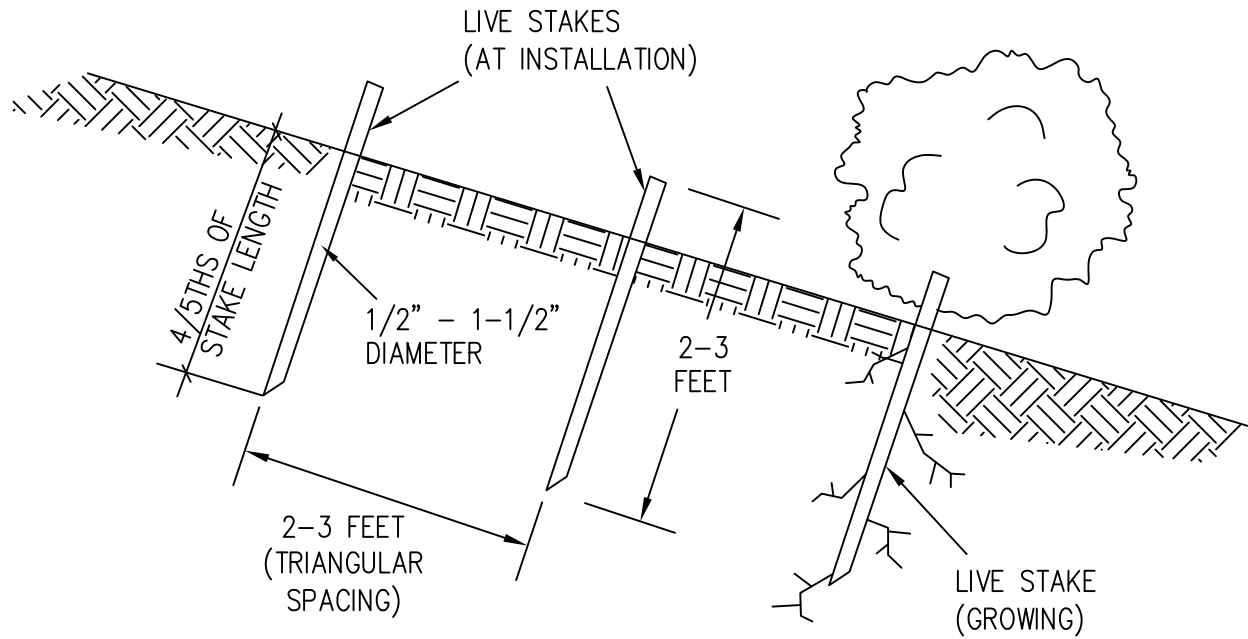 LIVE STAKES
(AT INSTALLATION)
4/5THS OF
STAKE LENGTH
1/2” – 1–1/2”
DIAMETER
2–3
FEET
2–3 FEET
(TRIANGULAR
SPACING)
LIVE STAKE
(GROWING)